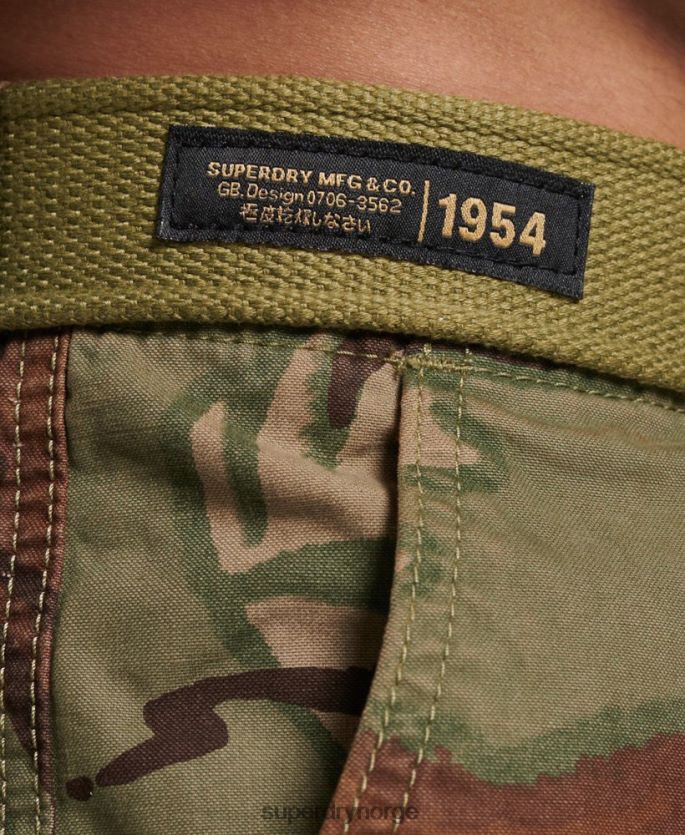 SUPERDRY MFG & CO.
GB.Design 0706-3562
極度乾燥しなさい
1954
superdrynorge